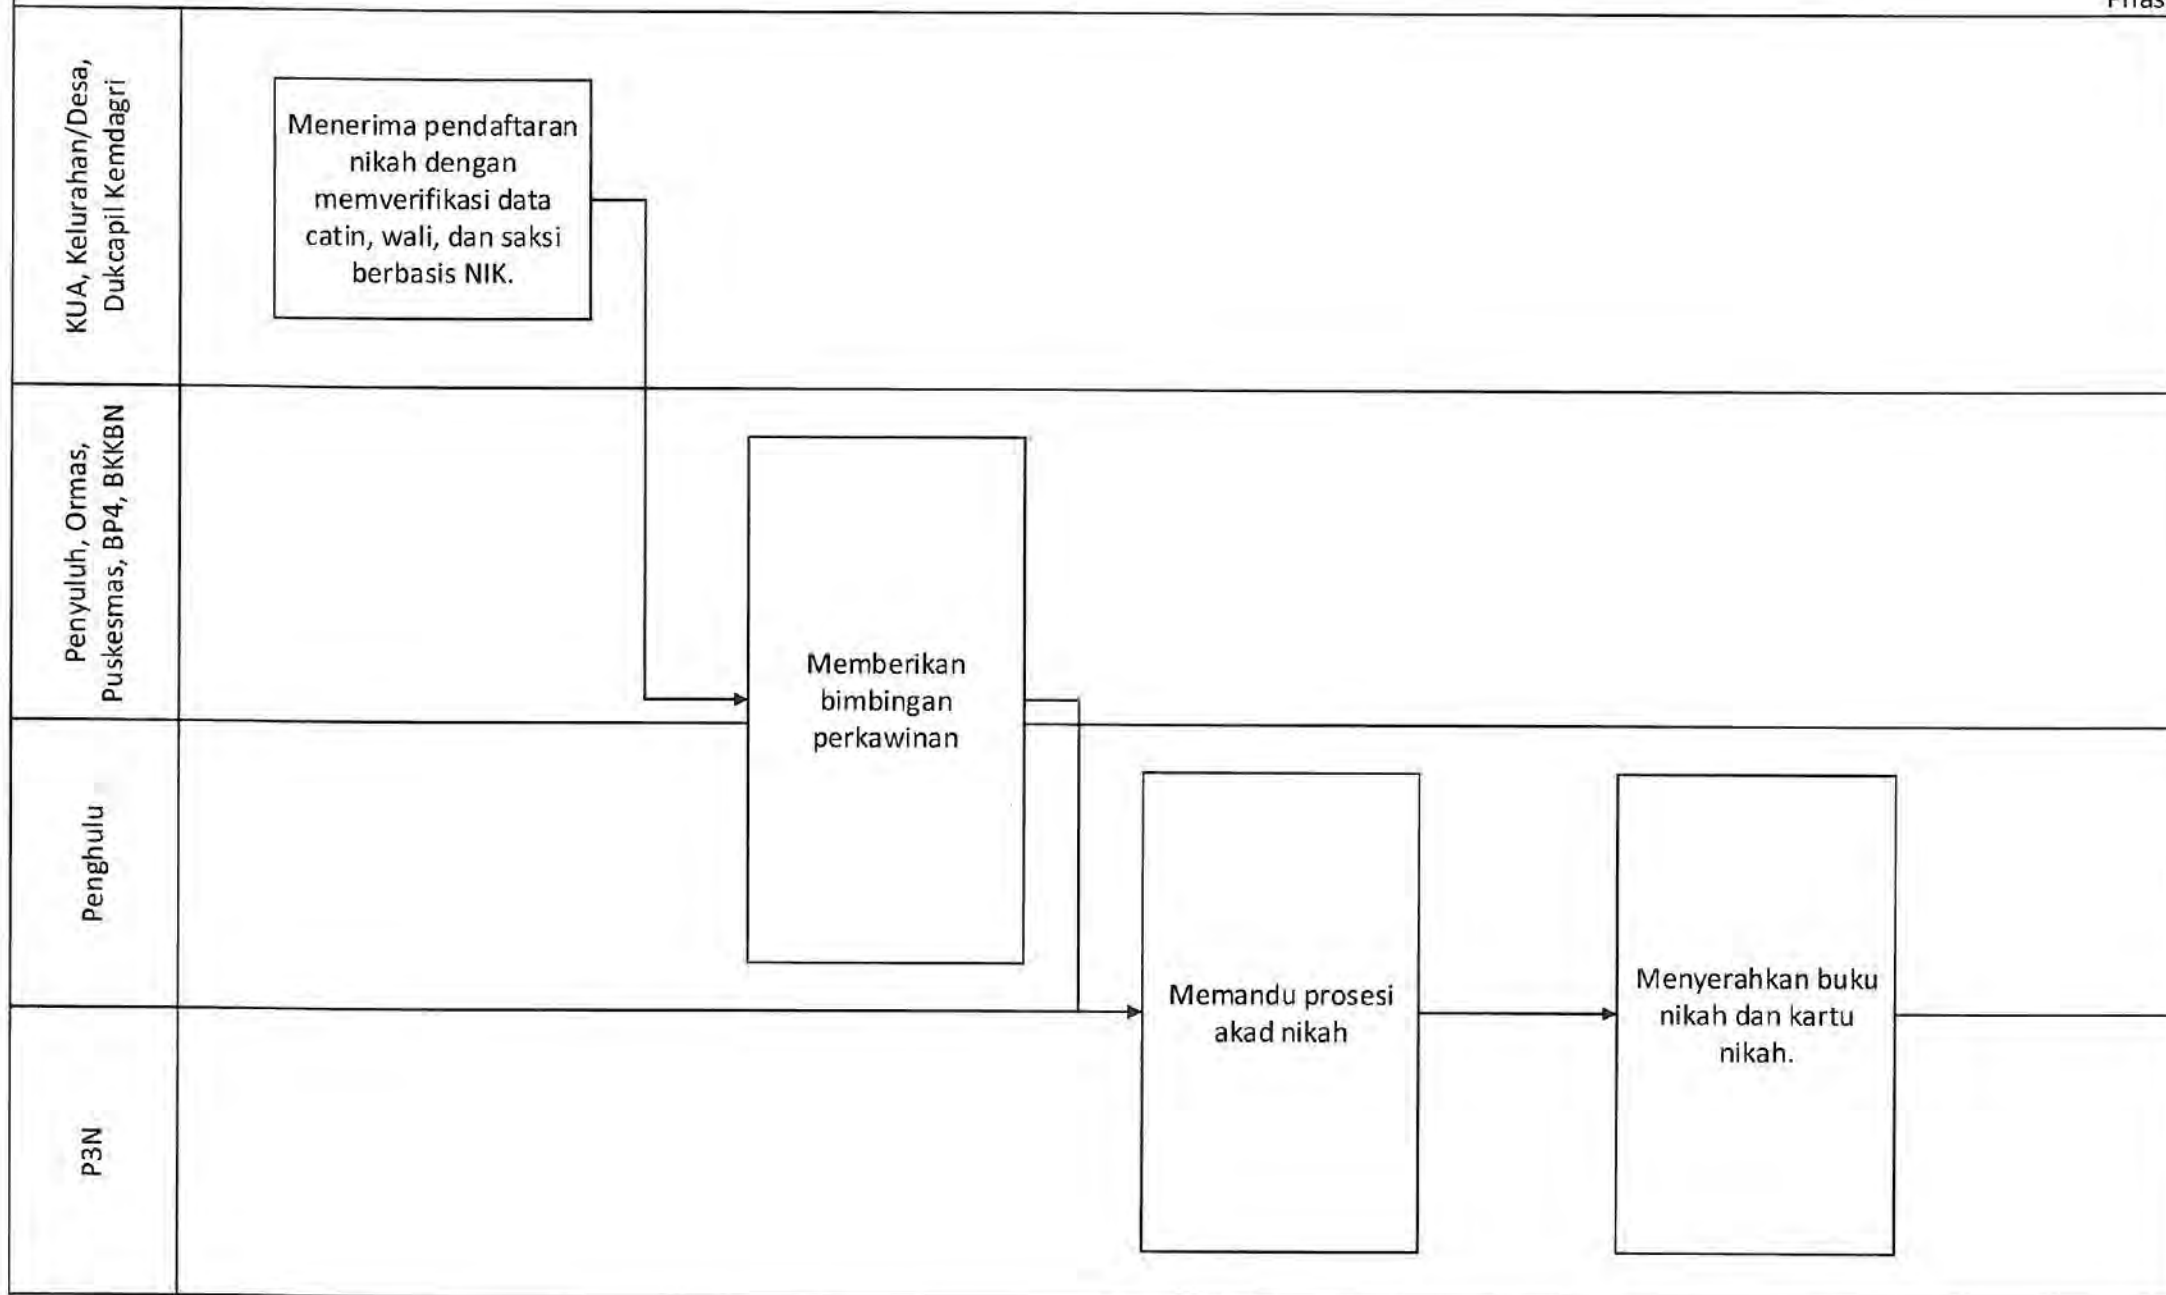 KUA, Kelurahan/Desa,
Dukcapil Kemdagri
Menerima pendaftaran
nikah dengan
memverifikasi data
catin, wali, dan saksi
berbasis NIK.
Penyuluh, Ormas,
Puskesmas, BP4, BKKBN
Memberikan
bimbingan
perkawinan
Penghulu
Memandu prosesi
akad nikah
Menyerahkan buku
nikah dan kartu
nikah.
P3N